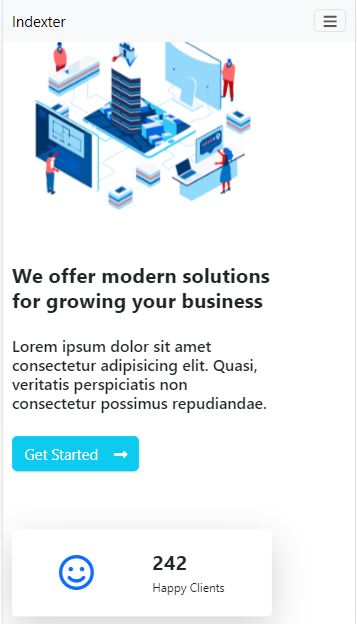 Indexter
We offer modern solutions
for growing your business
Lorem ipsum dolor sit amet
consectetur adipisicing elit. Quasi,
veritatis perspiciatis non
consectetur possimus repudiandae.
Get Started
242
Happy Clients